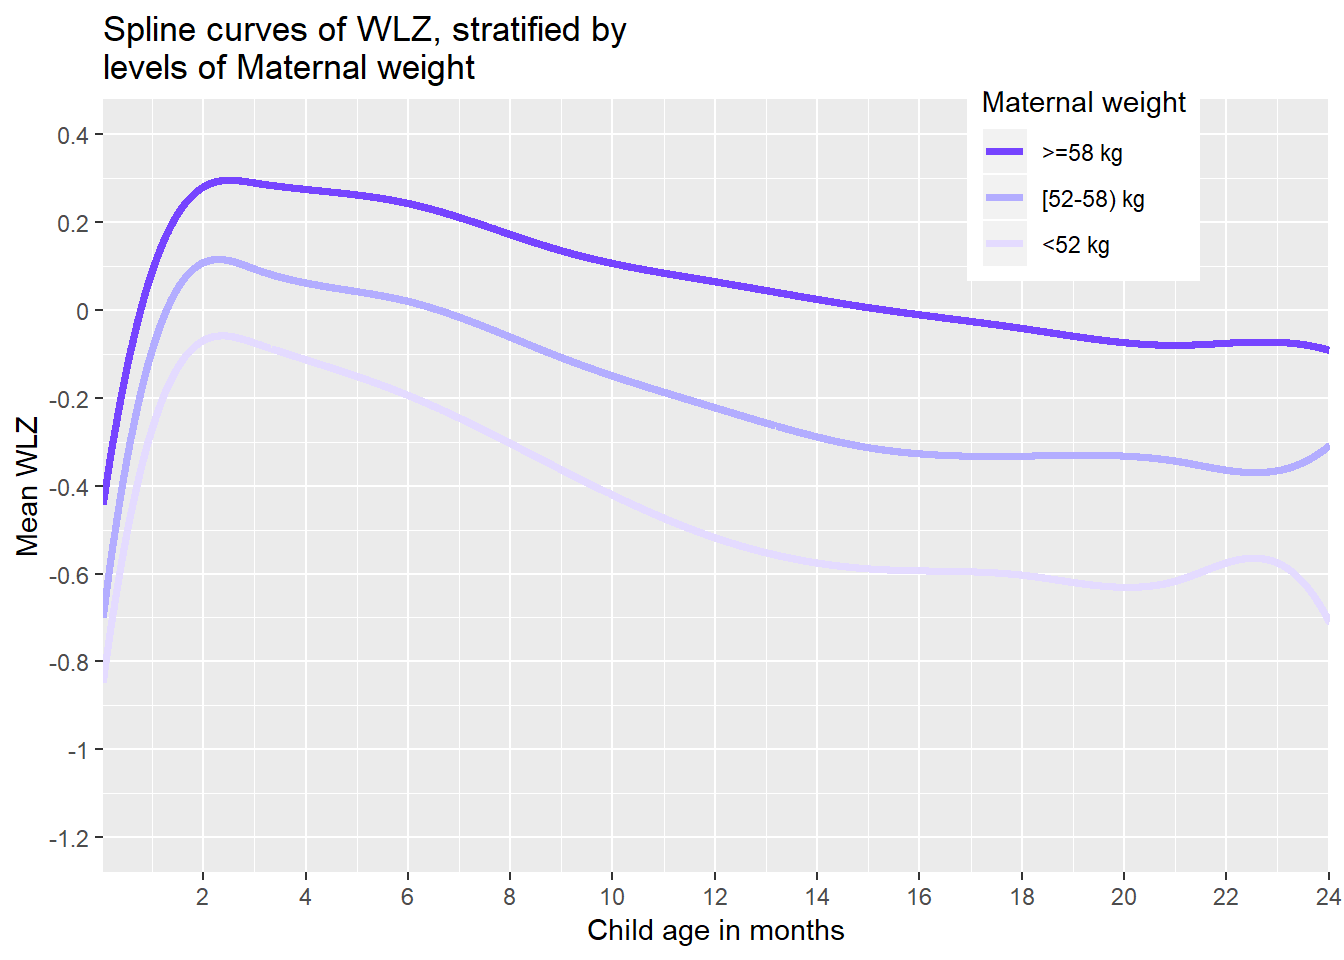 Spline curves of WLZ, stratified by
levels of Maternal weight
Maternal weight
>=58 kg
[52-58) kg
<52 kg
Mean WLZ
0.4
0.2
0
-0.2
-0.4
-0.6
-0.8
-1
-1.2
2 4 6 8 10 12 14 16 18 20 22 24
Child age in months